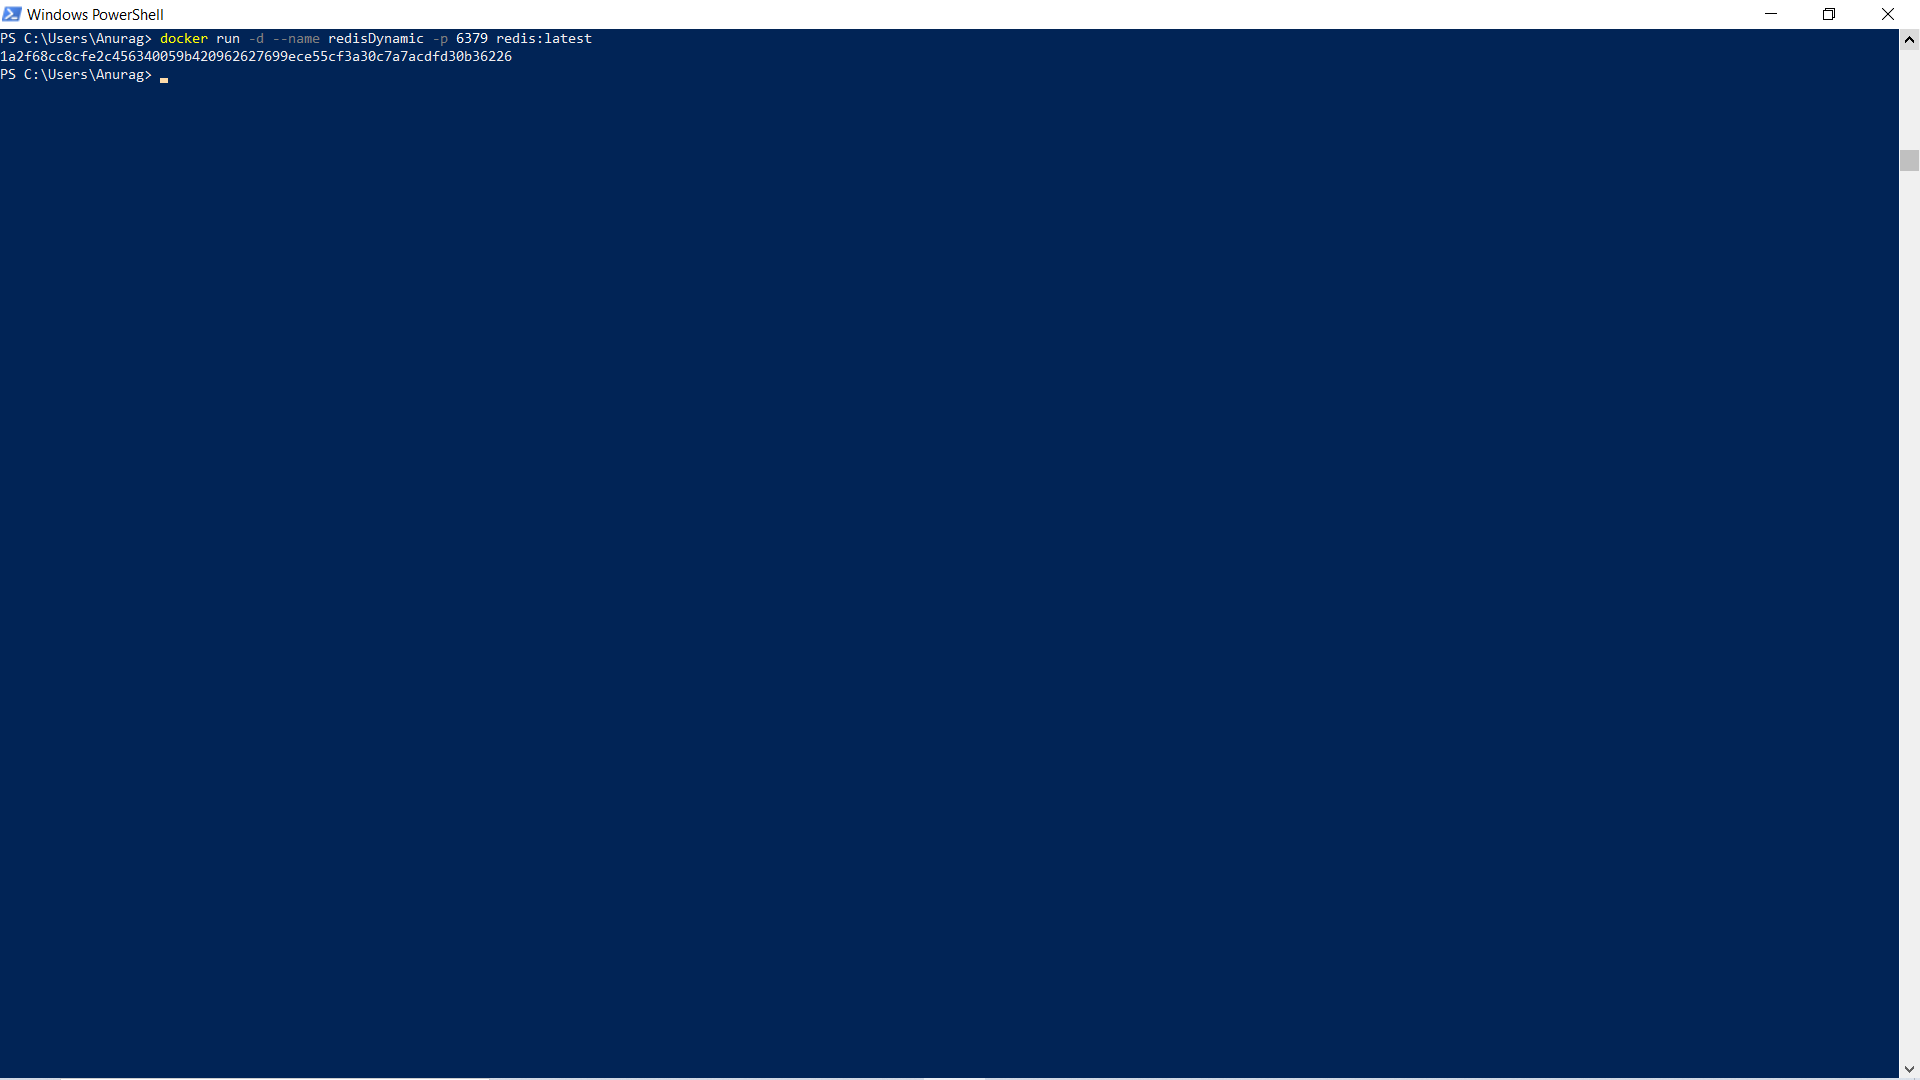 Windows PowerShell
PS C:\Users\Anurag> docker run -d --name redisDynamic -p 6379 redis:latest
1a2f68cc8cfe2c456340059b420962627699ece55cf3a30c7a7acdfd30b36226
PS C:\Users\Anurag>